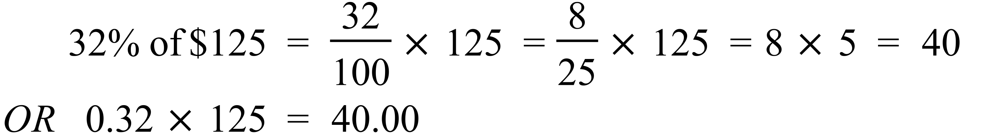 32% of $125 = 32/100 × 125 = 8/25 × 125 = 8 × 5 = 40
OR 0.32 × 125 = 40.00